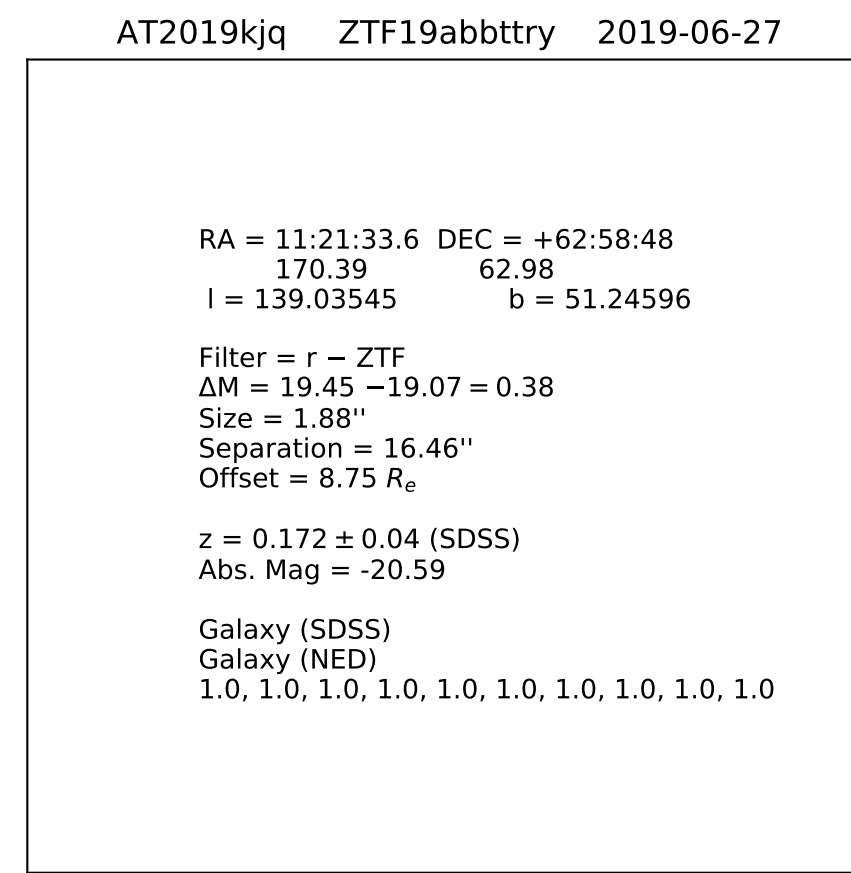 AT2019kjq ZTF19abbttry 2019-06-27
RA = 11:21:33.6 DEC = +62:58:48
170.39 62.98
l = 139.03545 b = 51.24596
Filter = r − ZTF
ΔM = 19.45 −19.07 = 0.38
Size = 1.88''
Separation = 16.46''
Offset = 8.75 Rₑ
z = 0.172 ± 0.04 (SDSS)
Abs. Mag = -20.59
Galaxy (SDSS)
Galaxy (NED)
1.0, 1.0, 1.0, 1.0, 1.0, 1.0, 1.0, 1.0, 1.0, 1.0